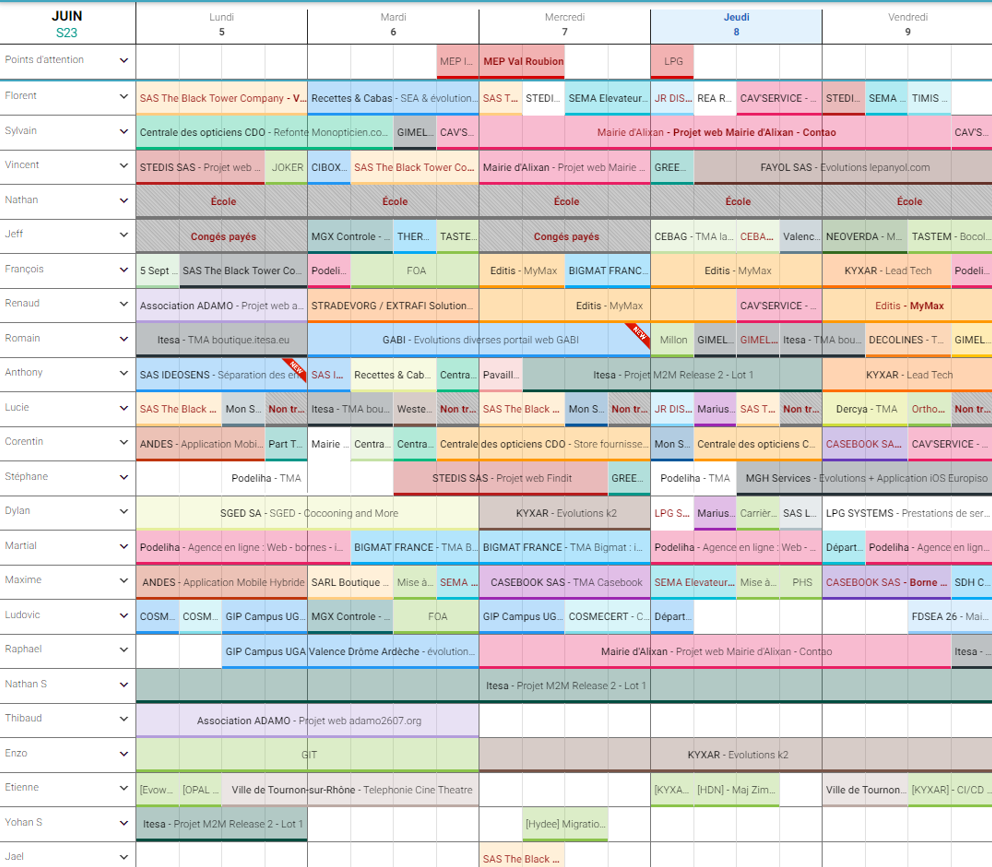 JUIN
S23
Lundi
5
Mardi
6
Mercredi
7
Jeudi
8
Vendredi
9
Points d'attention
MEP I...
MEP Val Roubion
LPG
Florent
SAS The Black Tower Company - V...
Recettes & Cabas - SEA & évolution...
SAS T...
STEDI...
SEMA Elevateur...
JR DIS...
REA R...
CAV'SERVICE - ...
STEDI...
SEMA ...
TIMIS ...
Sylvain
Centrale des opticiens CDO - Refonte Monopticien.co...
GIMEL...
CAV'S...
Mairie d'Alixan - Projet web Mairie d'Alixan - Contao
CAV'S...
Vincent
STEDIS SAS - Projet web ...
JOKER
CIBOX...
SAS The Black Tower Co...
Mairie d'Alixan - Projet web Mairie ...
GREE...
FAYOL SAS - Evolutions lepanyol.com
Nathan
École
École
École
École
École
Jeff
Congés payés
MGX Controle - ...
THER...
TASTE...
Congés payés
CEBAG - TMA la...
CEBA...
Valenc...
NEOVERDA - M...
TASTEM - Bocol...
François
5 Sept ...
SAS The Black Tower Co...
Podeli...
FOA
Editis - MyMax
BIGMAT FRANC...
Editis - MyMax
KYXAR - Lead Tech
Podeli...
Renaud
Association ADAMO - Projet web a...
STRADEVORG / EXTRAFI Solution...
Editis - MyMax
CAV'SERVICE - ...
Editis - MyMax
Romain
Itesa - TMA boutique.itesa.eu
GABI - Evolutions diverses portail web GABI
NEW
Millon
GIMEL...
GIMEL...
Itesa - TMA bou...
DECOLINES - T...
GIMEL...
Anthony
SAS IDEOSENS - Séparation des en
NEW
SAS I...
Recettes & Cab...
Centra...
Pavaill...
Itesa - Projet M2M Release 2 - Lot 1
KYXAR - Lead Tech
Lucie
SAS The Black ...
Mon S...
Non tr...
Itesa - TMA bou...
Weste...
Non tr...
SAS The Black ...
Mon S...
Non tr...
JR DIS...
Marius...
SAS T...
Non tr...
Dercya - TMA
Ortho...
Non tr...
Corentin
ANDES - Application Mobi...
Part T...
Mairie ...
Centra...
Centra...
Centrale des opticiens CDO - Store fournisse...
Mon S...
Centrale des opticiens C...
CASEBOOK SA...
CAV'SERVICE - ...
Stéphane
Podeliha - TMA
STEDIS SAS - Projet web Findit
GREE...
Podeliha - TMA
MGH Services - Evolutions + Application iOS Europiso
Dylan
SGED SA - SGED - Cocooning and More
KYXAR - Evolutions k2
LPG S...
Marius...
Carrièr...
SAS L...
LPG SYSTEMS - Prestations de ser...
Martial
Podeliha - Agence en ligne : Web - bornes - i...
BIGMAT FRANCE - TMA B...
BIGMAT FRANCE - TMA Bigmat : i...
Podeliha - Agence en ligne : Web - ...
Départ...
Podeliha - Agence en lign...
Maxime
ANDES - Application Mobile Hybride
SARL Boutique ...
Mise à...
SEMA ...
CASEBOOK SAS - TMA Casebook
SEMA Elevateur...
Mise à...
PHS
CASEBOOK SAS - Borne ...
SDH C...
Ludovic
COSM...
COSM...
GIP Campus UG...
MGX Controle - ...
FOA
GIP Campus UG...
COSMECERT - C...
Départ...
FDSEA 26 - Mai...
Raphael
GIP Campus UGA Valence Drôme Ardèche - évolution...
Mairie d'Alixan - Projet web Mairie d'Alixan - Contao
Itesa - ...
Nathan S
Itesa - Projet M2M Release 2 - Lot 1
Thibaud
Association ADAMO - Projet web adamo2607.org
Enzo
GIT
KYXAR - Evolutions k2
Etienne
[Evow...
[OPAL ...
Ville de Tournon-sur-Rhône - Telephonie Cine Theatre
[KYXA...
[HDN] - Maj Zim...
Ville de Tournon...
[KYXAR] - CI/CD ...
Yohan S
Itesa - Projet M2M Release 2 - Lot 1
[Hydee] Migratio...
Jael
SAS The Black ...